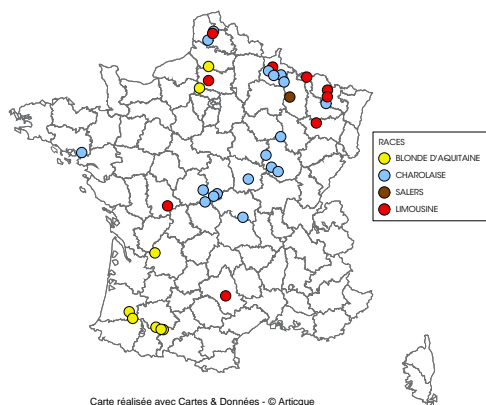 RACES
BLONDE D'AQUITAINE
CHAROLAISE
SALERS
LIMOUSINE
Carte réalisée avec Cartes & Données - © Articque